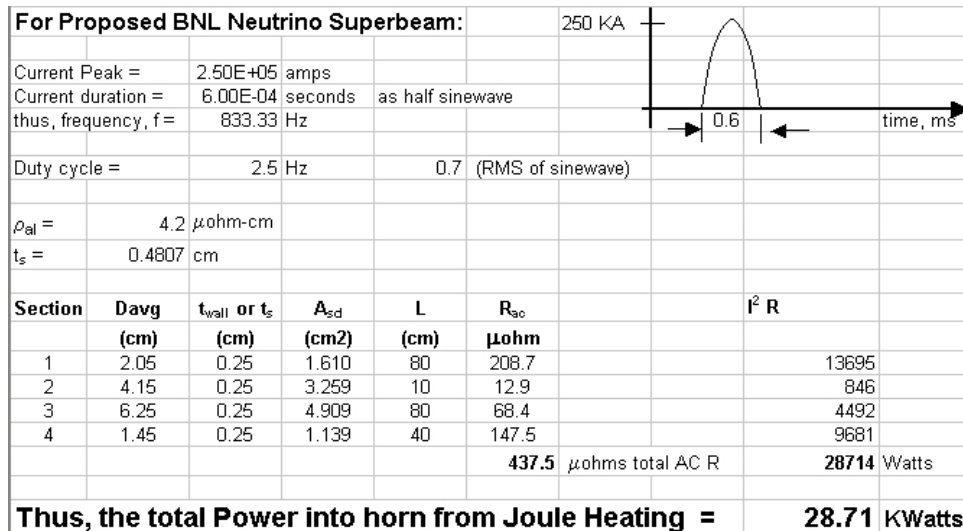 For Proposed BNL Neutrino Superbeam: 250 KA
Current Peak = 2.50E+05 amps
Current duration = 6.00E-04 seconds as half sinewave
thus, frequency, f = 833.33 Hz 0.6 time, ms
Duty cycle = 2.5 Hz 0.7 (RMS of sinewave)
ρal = 4.2 μohm-cm
ts = 0.4807 cm
Section Davg twall or ts Asd L Rac I² R
(cm) (cm) (cm2) (cm) μohm
1 2.05 0.25 1.610 80 208.7 13695
2 4.15 0.25 3.259 10 12.9 846
3 6.25 0.25 4.909 80 68.4 4492
4 1.45 0.25 1.139 40 147.5 9681
437.5 μohms total AC R 28714 Watts
Thus, the total Power into horn from Joule Heating = 28.71 KWatts